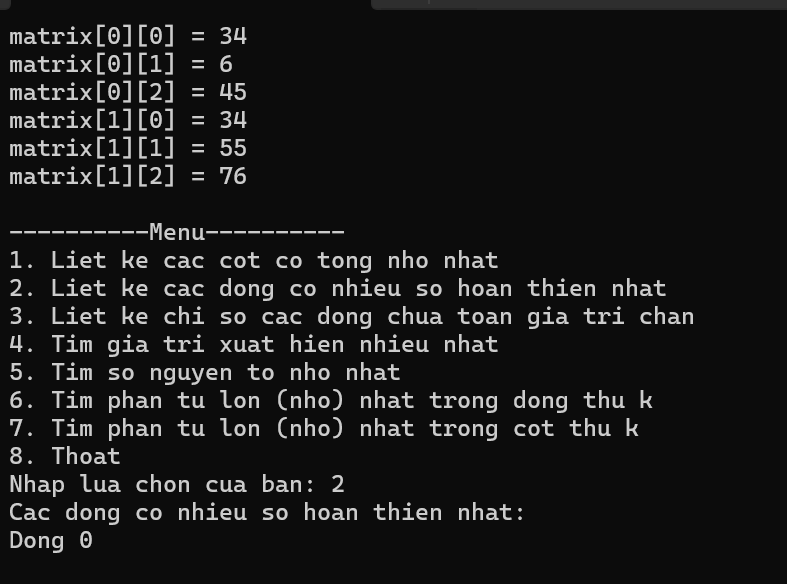 matrix[0][0] = 34
matrix[0][1] = 6
matrix[0][2] = 45
matrix[1][0] = 34
matrix[1][1] = 55
matrix[1][2] = 76
----------Menu----------
1. Liet ke cac cot co tong nho nhat
2. Liet ke cac dong co nhieu so hoan thien nhat
3. Liet ke chi so cac dong chua toan gia tri chan
4. Tim gia tri xuat hien nhieu nhat
5. Tim so nguyen to nho nhat
6. Tim phan tu lon (nho) nhat trong dong thu k
7. Tim phan tu lon (nho) nhat trong cot thu k
8. Thoat
Nhap lua chon cua ban: 2
Cac dong co nhieu so hoan thien nhat:
Dong 0